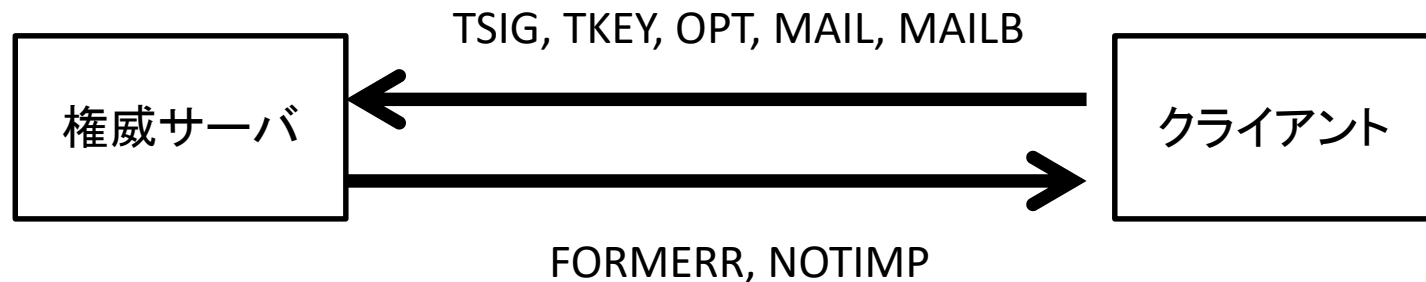 TSIG, TKEY, OPT, MAIL, MAILB
権威サーバ
クライアント
FORMERR, NOTIMP